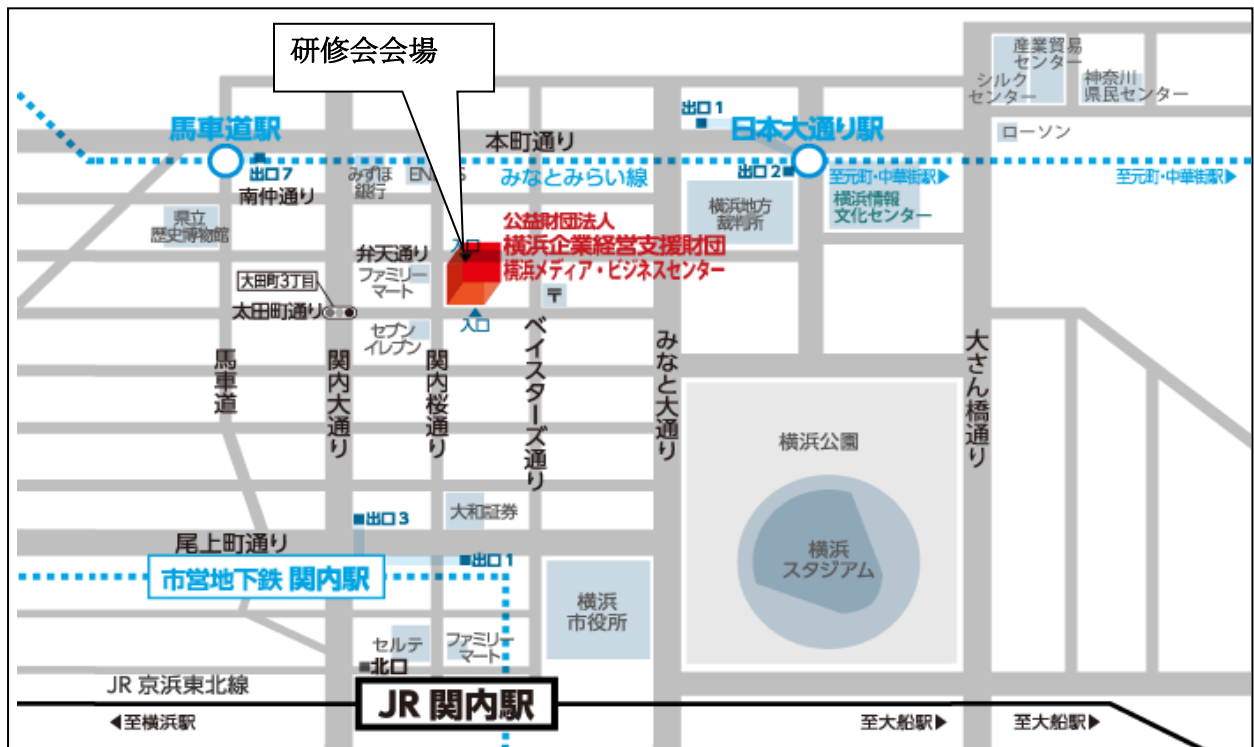 研修会会場
産業貿易
センター
シルク
センター
神奈川
県民センター
出口1
馬車道駅
日本大通り駅
本町通り
ローソン
出口7
みずほ
銀行
みなとみらい線
出口2
至元町・中華街駅▶
至元町・中華街駅▶
南仲通り
横浜地方
裁判所
横浜情報
文化センター
県立
歴史博物館
公益財団法人
横浜企業経営支援財団
横浜メディア・ビジネスセンター
入口
弁天通り
ファミリー
マート
大田町3丁目
太田町通り
〒
入口
セブン
イレブン
馬車道
関内大通り
関内桜通り
ベイスターズ通り
みなと大通り
大さん橋通り
横浜公園
大和証券
出口3
尾上町通り
出口1
横浜
スタジアム
市営地下鉄 関内駅
横浜
市役所
セルテ
ファミリー
マート
北口
JR 京浜東北線
JR 関内駅
◀至横浜駅
至大船駅▶
至大船駅▶